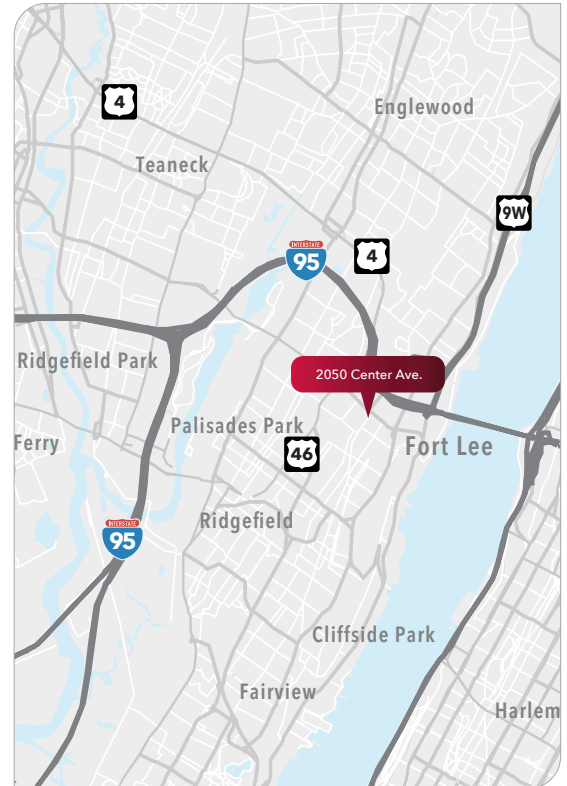 4
Englewood
Teaneck
9W
INTERSTATE
95
4
Ridgefield Park
2050 Center Ave.
Palisades Park
Ferry
46
Fort Lee
Ridgefield
INTERSTATE
95
Cliffside Park
Fairview
Harlem